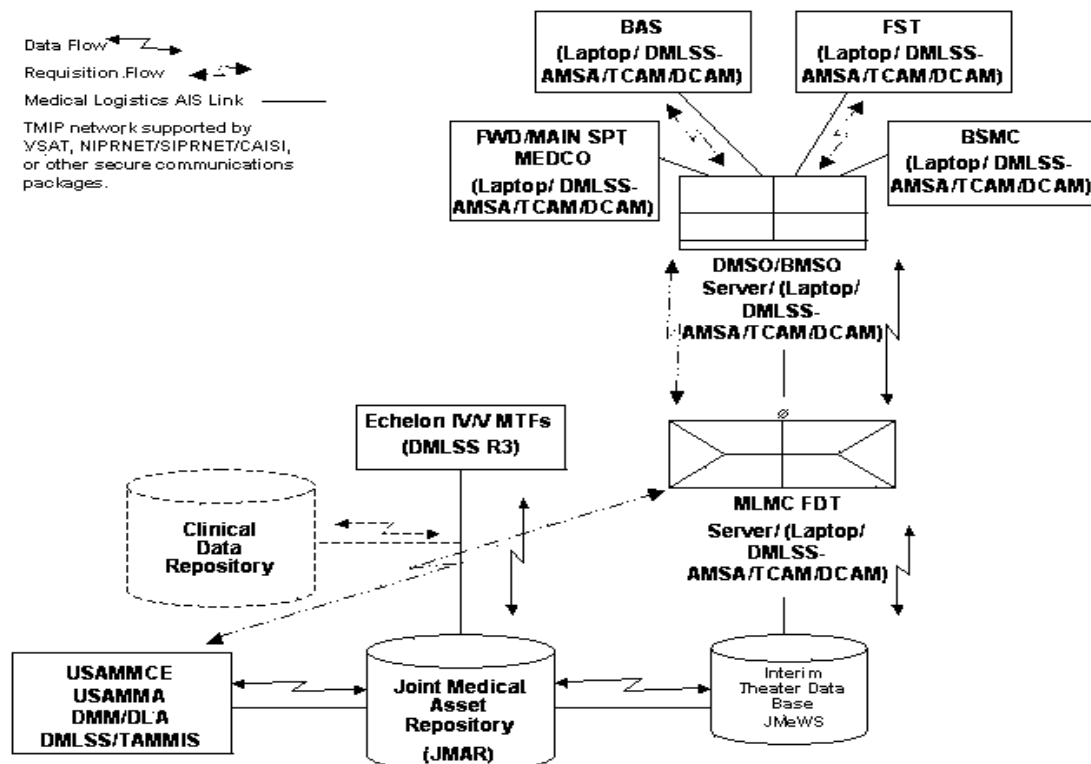 Data Flow
Requisition Flow
Medical Logistics AIS Link
TMIP network supported by
VSAT, NIPRNET/SIPRNET/CAISI,
or other secure communications
packages.
BAS
(Laptop/ DMLSS-
AMSA/TCAM/DCAM)
FST
(Laptop/ DMLSS-
AMSA/TCAM/DCAM)
FWD/MAIN SPT
MEDCO
(Laptop/ DMLSS-
AMSA/TCAM/DCAM)
BSMC
(Laptop/ DMLSS-
AMSA/TCAM/DCAM)
DMSO/BMSO
Server/ (Laptop/
DMLSS-
AMSA/TCAM/DCAM)
Echelon IV/V MTFs
(DMLSS R3)
MLMC FDT
Server/ (Laptop/
DMLSS-
AMSA/TCAM/DCAM)
Clinical
Data
Repository
USAMMCE
USAMMA
DMM/DLA
DMLSS/TAMMIS
Joint Medical
Asset
Repository
(JMAR)
Interim
Theater Data
Base
JMeWS